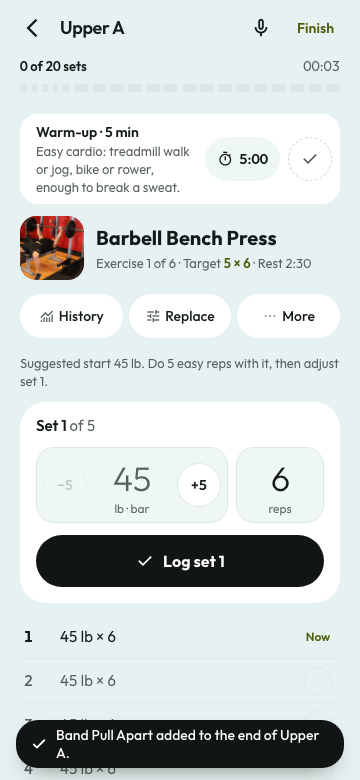 Upper A
Finish
0 of 20 sets
00:03
Warm-up · 5 min
Easy cardio: treadmill walk
or jog, bike or rower,
enough to break a sweat.
5:00
Barbell Bench Press
Exercise 1 of 6 · Target 5 × 6 · Rest 2:30
History
Replace
··· More
Suggested start 45 lb. Do 5 easy reps with it, then adjust
set 1.
Set 1 of 5
−5
45
lb · bar
+5
6
reps
Log set 1
1 45 lb × 6 Now
2 45 lb × 6
Band Pull Apart added to the end of Upper
A.
4 45 lb × 6